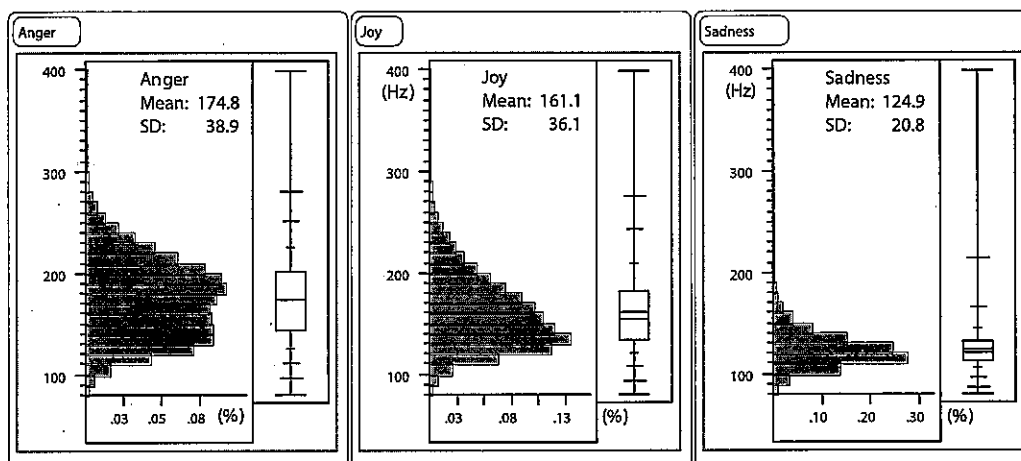 Anger
400
300
200
100
Anger
Mean: 174.8
SD: 38.9
.03 .05 .08 (%)
Joy
400
(Hz)
300
200
100
Joy
Mean: 161.1
SD: 36.1
.03 .08 .13 (%)
Sadness
400
(Hz)
300
200
100
Sadness
Mean: 124.9
SD: 20.8
.10 .20 .30 (%)